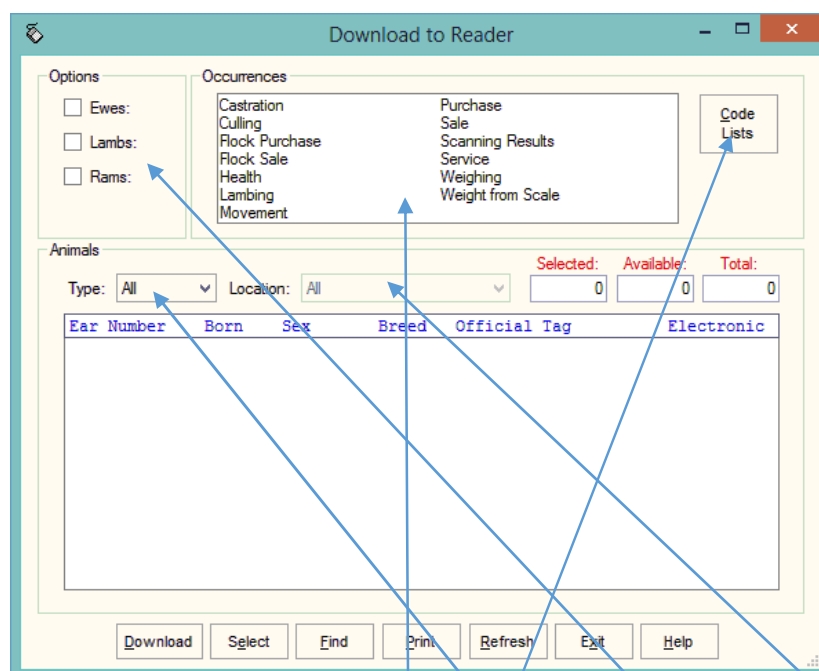 Download to Reader
Options
Ewes:
Lambs:
Rams:
Occurrences
Castration
Culling
Flock Purchase
Flock Sale
Health
Lambing
Movement
Purchase
Sale
Scanning Results
Service
Weighing
Weight from Scale
Code
Lists
Animals
Selected: Available: Total:
Type: All Location: All 0 0 0
Ear Number Born Sex Breed Official Tag Electronic
Download Select Find Print Refresh Exit Help